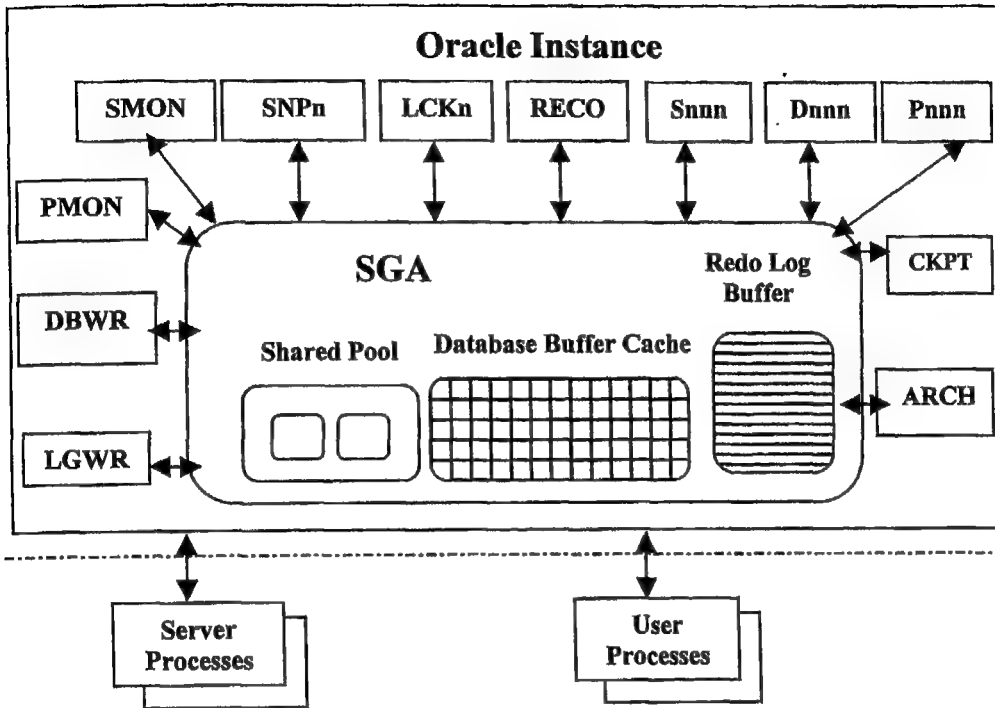 Oracle Instance
SMON
SNPn
LCKn
RECO
Snnn
Dnnn
Pnnn
PMON
SGA
Redo Log
Buffer
CKPT
DBWR
Shared Pool
Database Buffer Cache
ARCH
LGWR
Server
Processes
User
Processes